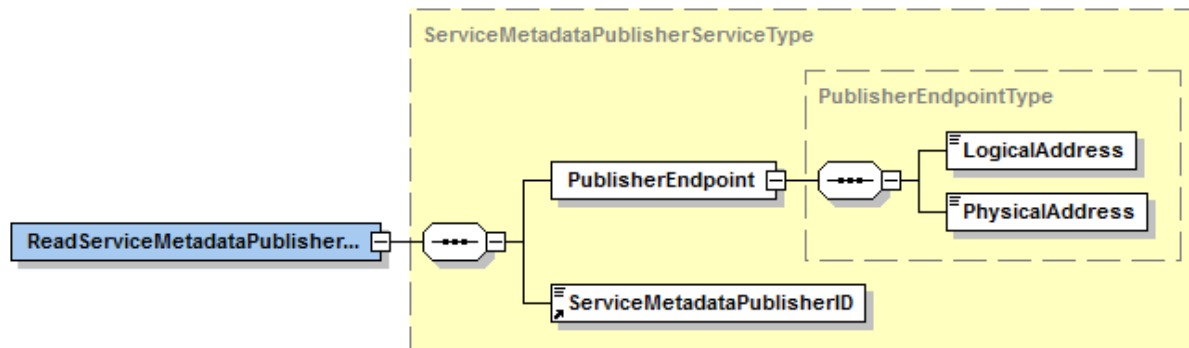 ServiceMetadataPublisherServiceType
PublisherEndpointType
LogicalAddress
PublisherEndpoint
PhysicalAddress
ReadServiceMetadataPublisher...
ServiceMetadataPublisherID